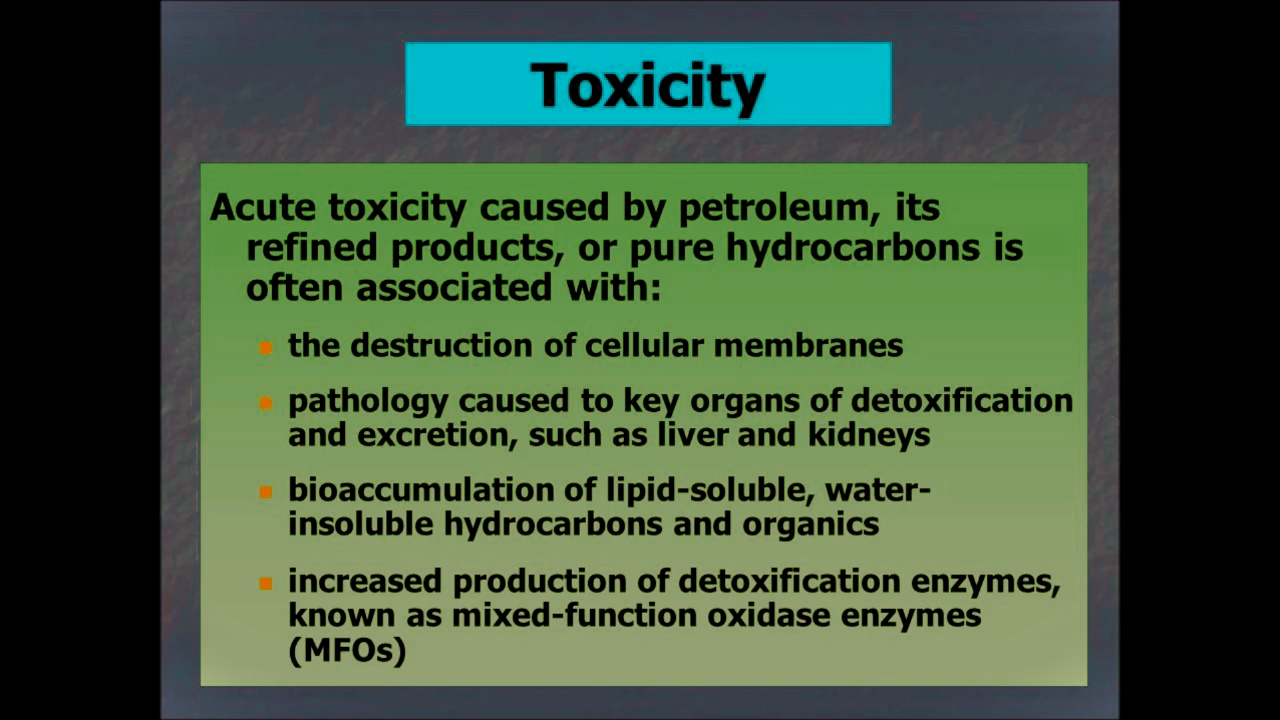 Toxicity
Acute toxicity caused by petroleum, its
refined products, or pure hydrocarbons is
often associated with:
the destruction of cellular membranes
pathology caused to key organs of detoxification
and excretion, such as liver and kidneys
bioaccumulation of lipid-soluble, water-
insoluble hydrocarbons and organics
increased production of detoxification enzymes,
known as mixed-function oxidase enzymes
(MFOs)